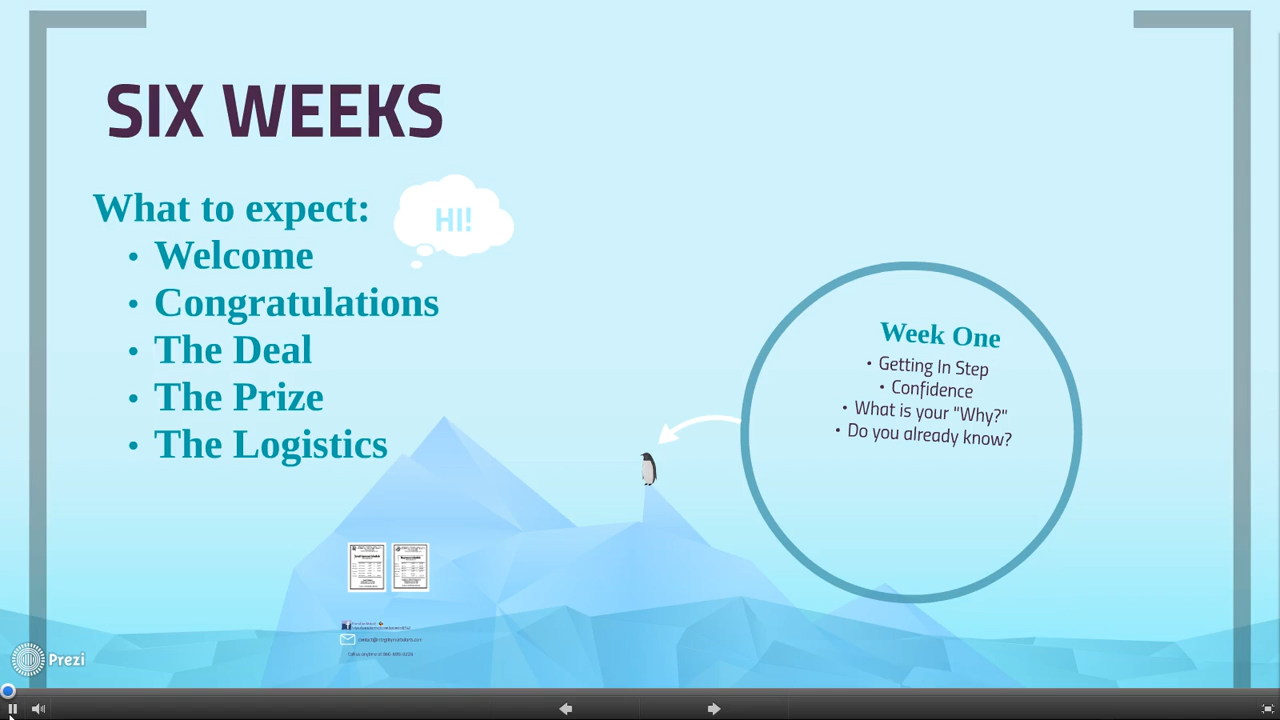 SIX WEEKS
What to expect:
• Welcome
• Congratulations
• The Deal
• The Prize
• The Logistics
HI!
Week One
• Getting In Step
• Confidence
• What is your "Why?"
• Do you already know?
Prezi